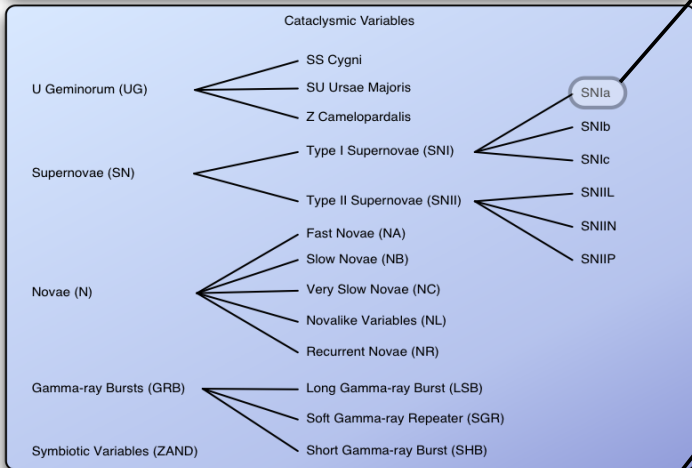 Cataclysmic Variables
U Geminorum (UG)
SS Cygni
SU Ursae Majoris
Z Camelopardalis
Supernovae (SN)
Type I Supernovae (SNI)
SNIa
SNIb
SNIc
Type II Supernovae (SNII)
SNIIL
SNIIN
SNIIP
Novae (N)
Fast Novae (NA)
Slow Novae (NB)
Very Slow Novae (NC)
Novalike Variables (NL)
Recurrent Novae (NR)
Gamma-ray Bursts (GRB)
Long Gamma-ray Burst (LSB)
Soft Gamma-ray Repeater (SGR)
Short Gamma-ray Burst (SHB)
Symbiotic Variables (ZAND)